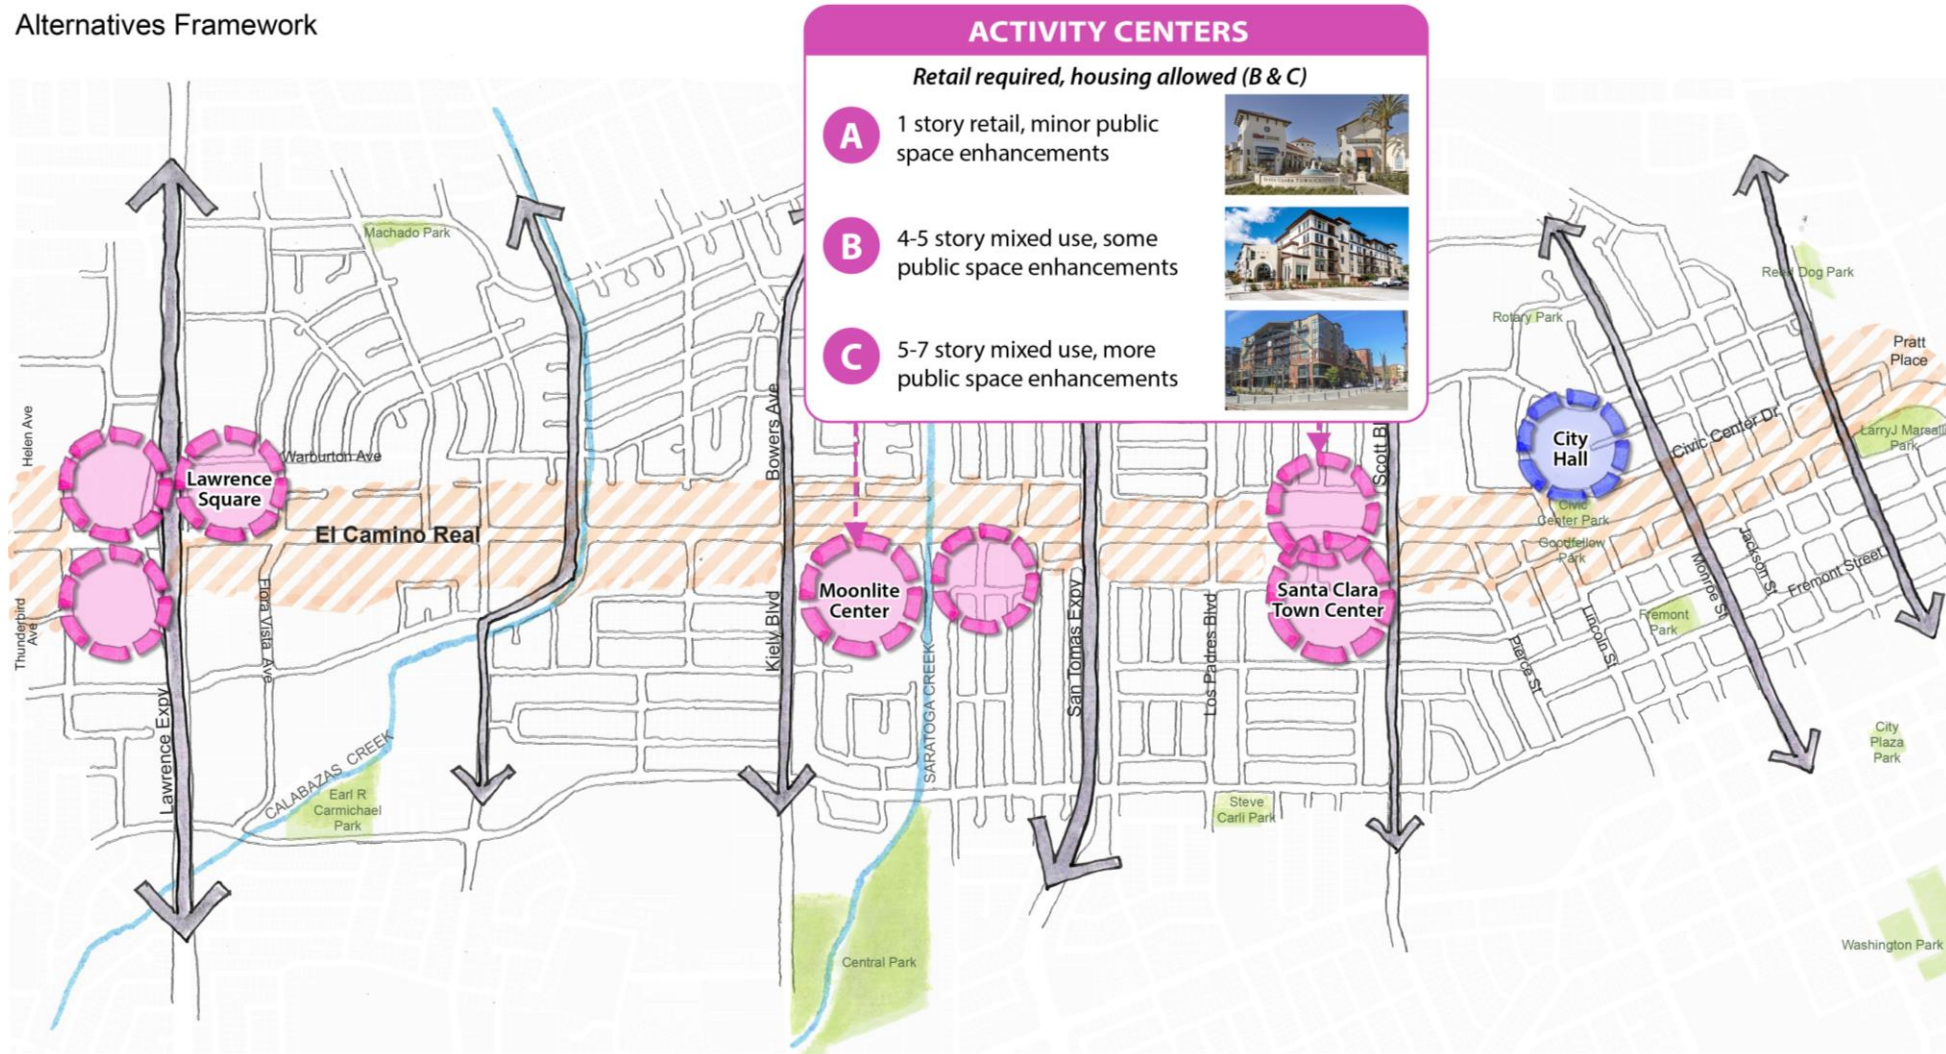 Alternatives Framework
ACTIVITY CENTERS
Retail required, housing allowed (B & C)
A
1 story retail, minor public
space enhancements
B
4-5 story mixed use, some
public space enhancements
C
5-7 story mixed use, more
public space enhancements
Machado Park
Reed Dog Park
Rotary Park
Pratt
Place
Helen Ave
Bowers Ave
Scott Bl
City
Hall
Civic Center Dr
Larry J Marsalli
Park
Warburton Ave
Lawrence
Square
El Camino Real
Civic
Center Park
Goodfellow
Park
Jackson St
Fremont Street
Monroe St
Moonlite
Center
Santa Clara
Town Center
Thunderbird
Ave
Flora Vista Ave
Kiely Blvd
San Tomas Expy
Los Padres Blvd
Fremont
Park
Lincoln St
Pierce St
SARATOGA CREEK
Lawrence Expy
CALABAZAS CREEK
City
Plaza
Park
Earl R
Carmichael
Park
Steve
Carli Park
Central Park
Washington Park